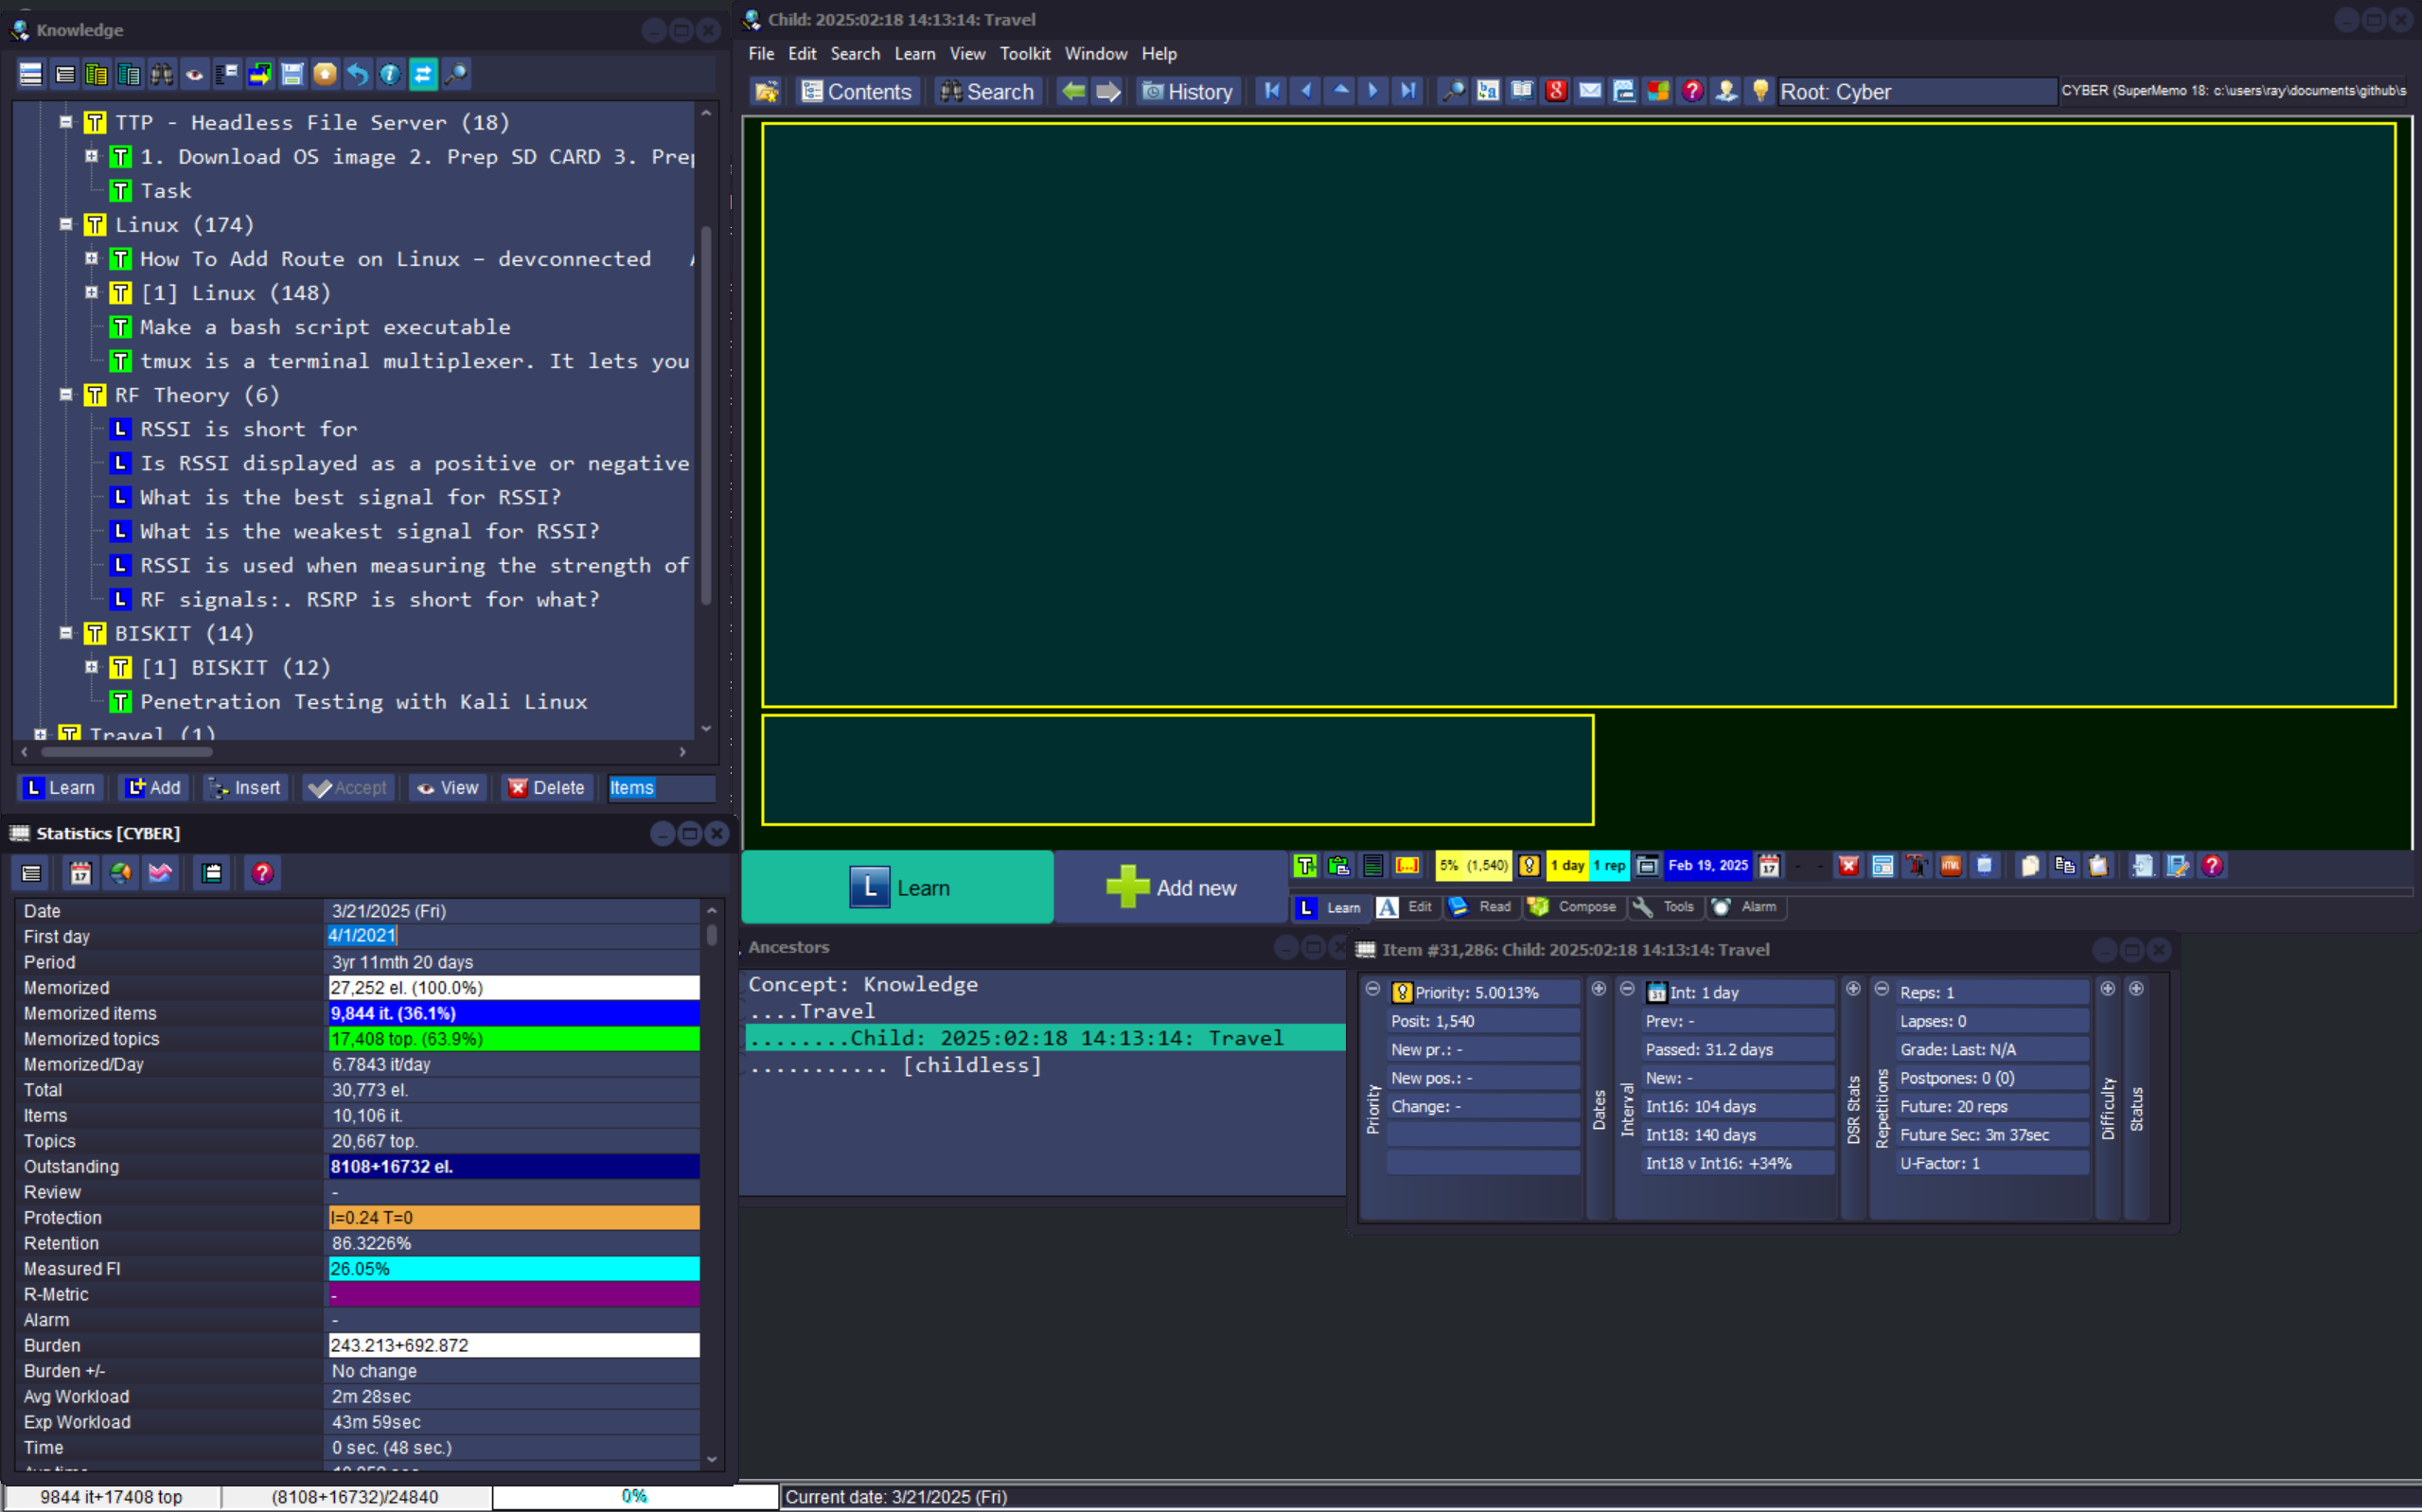 Knowledge
TTP - Headless File Server (18)
1. Download OS image 2. Prep SD CARD 3. Prep
Task
Linux (174)
How To Add Route on Linux – devconnected
[1] Linux (148)
Make a bash script executable
tmux is a terminal multiplexer. It lets you
RF Theory (6)
RSSI is short for
Is RSSI displayed as a positive or negative
What is the best signal for RSSI?
What is the weakest signal for RSSI?
RSSI is used when measuring the strength of
RF signals:. RSRP is short for what?
BISKIT (14)
[1] BISKIT (12)
Penetration Testing with Kali Linux
Travel (1)
Learn Add Insert Accept View Delete Items
Child: 2025:02:18 14:13:14: Travel
File Edit Search Learn View Toolkit Window Help
Contents Search History Root: Cyber CYBER (SuperMemo 18: c:\users\ray\documents\github\s
Learn Add new
5% (1,540) 1 day 1 rep Feb 19, 2025
Learn Edit Read Compose Tools Alarm
Statistics [CYBER]
Date 3/21/2025 (Fri)
First day 4/1/2021
Period 3yr 11mth 20 days
Memorized 27,252 el. (100.0%)
Memorized items 9,844 it. (36.1%)
Memorized topics 17,408 top. (63.9%)
Memorized/Day 6.7843 it/day
Total 30,773 el.
Items 10,106 it.
Topics 20,667 top.
Outstanding 8108+16732 el.
Review -
Protection I=0.24 T=0
Retention 86.3226%
Measured FI 26.05%
R-Metric -
Alarm -
Burden 243.213+692.872
Burden +/- No change
Avg Workload 2m 28sec
Exp Workload 43m 59sec
Time 0 sec. (48 sec.)
Ancestors
Concept: Knowledge
....Travel
........Child: 2025:02:18 14:13:14: Travel
........... [childless]
Item #31,286: Child: 2025:02:18 14:13:14: Travel
Priority
Priority: 5.0013%
Posit: 1,540
New pr.: -
New pos.: -
Change: -
Dates
Interval
Int: 1 day
Prev: -
Passed: 31.2 days
New: -
Int16: 104 days
Int18: 140 days
Int18 v Int16: +34%
DSR Stats
Repetitions
Reps: 1
Lapses: 0
Grade: Last: N/A
Postpones: 0 (0)
Future: 20 reps
Future Sec: 3m 37sec
U-Factor: 1
Difficulty
Status
9844 it+17408 top (8108+16732)/24840 0% Current date: 3/21/2025 (Fri)